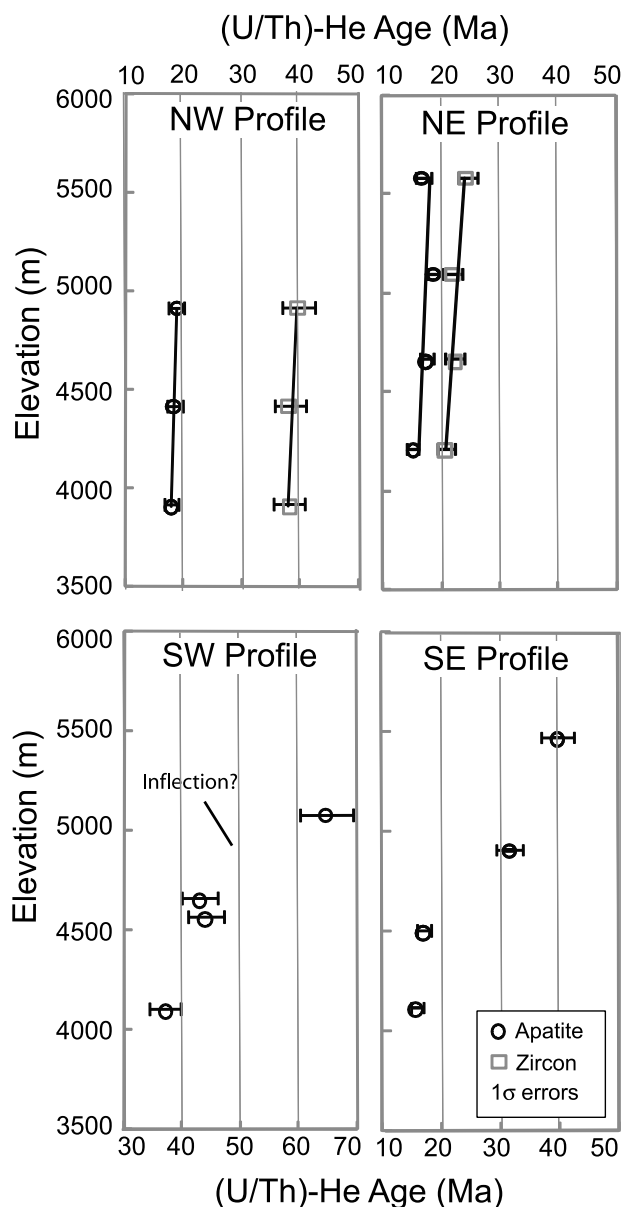 (U/Th)-He Age (Ma)
10 20 30 40 50 10 20 30 40 50
6000
NW Profile NE Profile
5500
5000
Elevation (m)
4500
4000
3500
6000
SW Profile SE Profile
5500
Inflection?
5000
Elevation (m)
4500
4000
Apatite
Zircon
1σ errors
3500
30 40 50 60 70 10 20 30 40 50
(U/Th)-He Age (Ma)